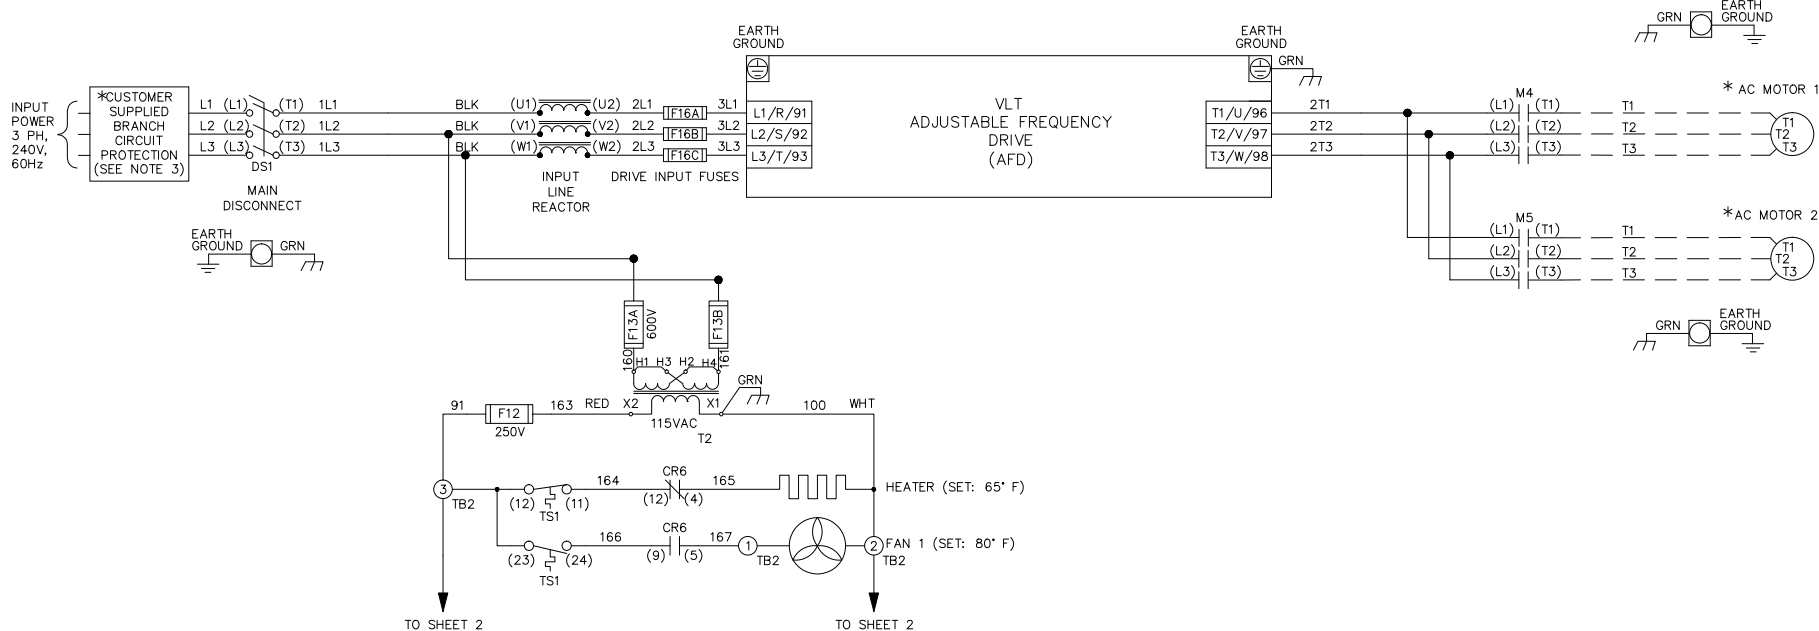 GRN
EARTH
GROUND
EARTH
GROUND
EARTH
GROUND
GRN
INPUT
POWER
3 PH,
240V,
60Hz
*CUSTOMER
SUPPLIED
BRANCH
CIRCUIT
PROTECTION
(SEE NOTE 3)
L1 (L1) (T1) 1L1
L2 (L2) (T2) 1L2
L3 (L3) (T3) 1L3
DS1
MAIN
DISCONNECT
BLK (U1) (U2) 2L1 F16A 3L1
BLK (V1) (V2) 2L2 F16B 3L2
BLK (W1) (W2) 2L3 F16C 3L3
INPUT
LINE
REACTOR
DRIVE INPUT FUSES
L1/R/91
L2/S/92
L3/T/93
VLT
ADJUSTABLE FREQUENCY
DRIVE
(AFD)
T1/U/96
T2/V/97
T3/W/98
2T1
2T2
2T3
M4
(L1) (T1) T1
(L2) (T2) T2
(L3) (T3) T3
* AC MOTOR 1
T1
T2
T3
M5
(L1) (T1) T1
(L2) (T2) T2
(L3) (T3) T3
*AC MOTOR 2
T1
T2
T3
EARTH
GROUND
GRN
GRN
EARTH
GROUND
F13A
600V
F13B
160
161
H1 H3 H2 H4
GRN
91
F12
250V
163 RED X2
X1
100 WHT
115VAC
T2
3
TB2
(12) (11)
TS1
164
CR6
(12) (4)
165
HEATER (SET: 65° F)
(23) (24)
TS1
166
CR6
(9) (5)
167
1
TB2
2
TB2
FAN 1 (SET: 80° F)
TO SHEET 2
TO SHEET 2